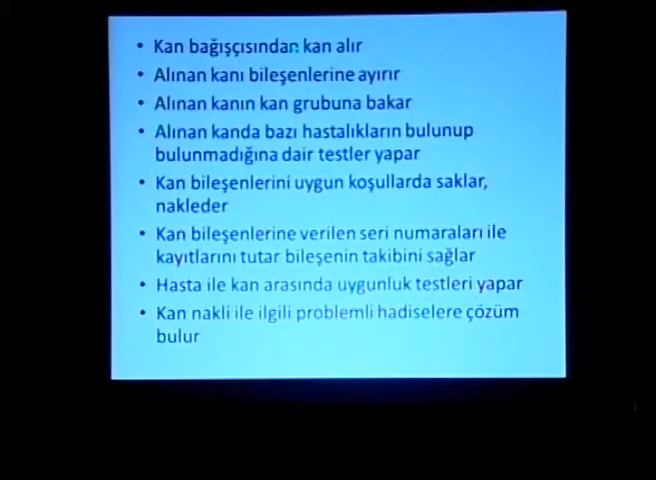 • Kan bağışçısından kan alır
• Alınan kanı bileşenlerine ayırır
• Alınan kanın kan grubuna bakar
• Alınan kanda bazı hastalıkların bulunup
bulunmadığına dair testler yapar
• Kan bileşenlerini uygun koşullarda saklar,
nakleder
• Kan bileşenlerine verilen seri numaraları ile
kayıtlarını tutar bileşenin takibini sağlar
• Hasta ile kan arasında uygunluk testleri yapar
• Kan nakli ile ilgili problemli hadiselere çözüm
bulur